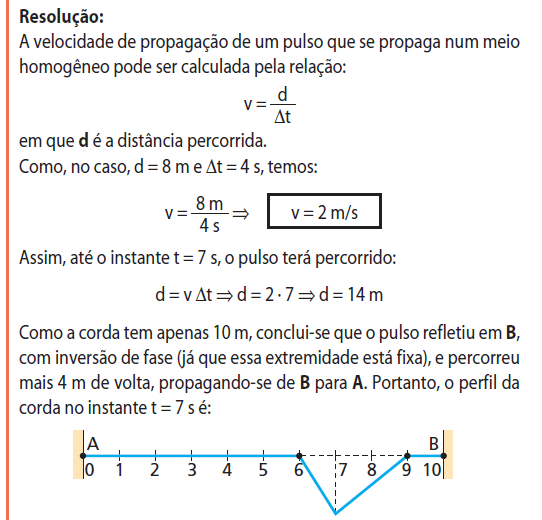 Resolução:
A velocidade de propagação de um pulso que se propaga num meio
homogêneo pode ser calculada pela relação:
v = d/Δt
em que d é a distância percorrida.
Como, no caso, d = 8 m e Δt = 4 s, temos:
v = 8 m/4 s ⇒ v = 2 m/s
Assim, até o instante t = 7 s, o pulso terá percorrido:
d = v Δt ⇒ d = 2 · 7 ⇒ d = 14 m
Como a corda tem apenas 10 m, conclui-se que o pulso refletiu em B,
com inversão de fase (já que essa extremidade está fixa), e percorreu
mais 4 m de volta, propagando-se de B para A. Portanto, o perfil da
corda no instante t = 7 s é:
A B
0 1 2 3 4 5 6 7 8 9 10